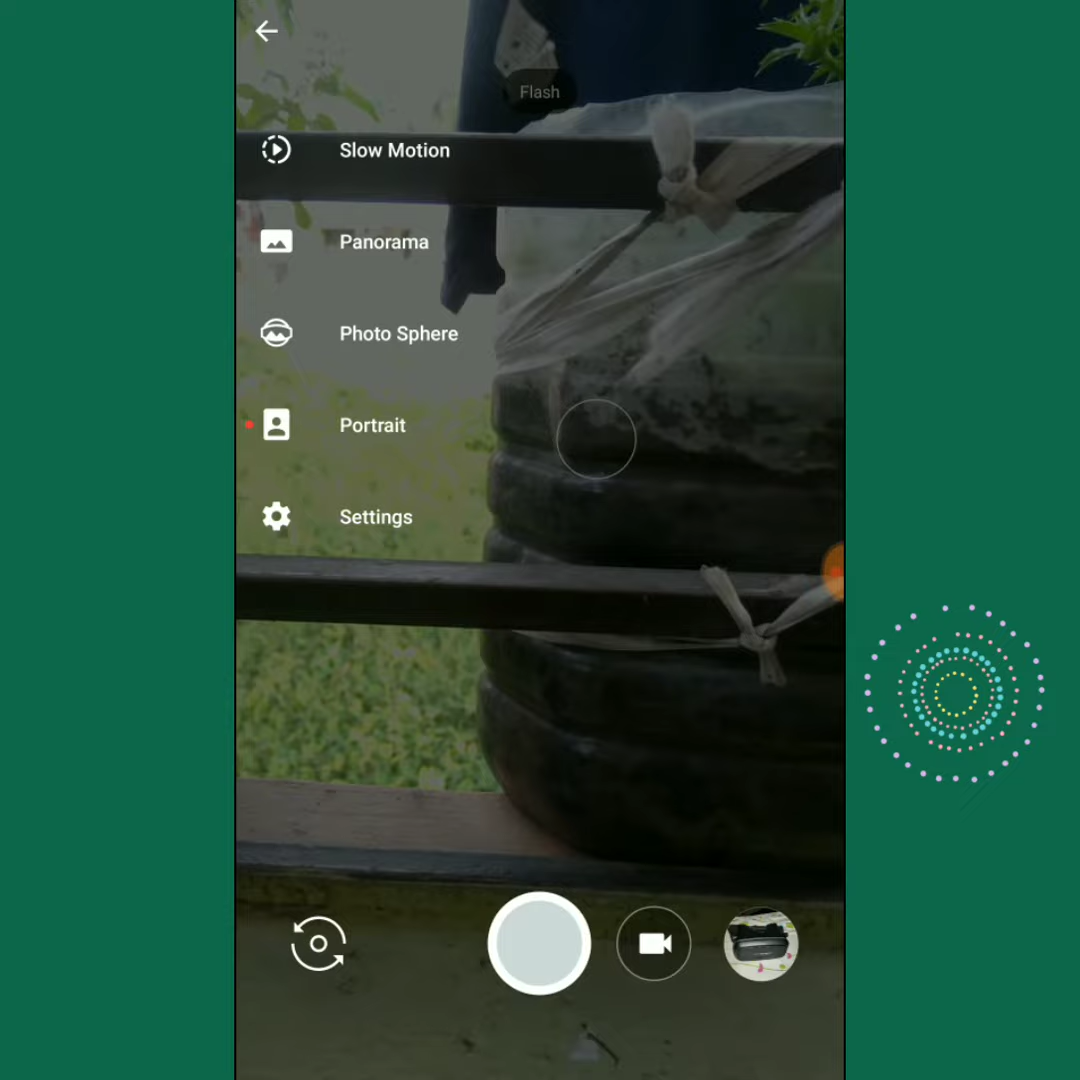 Flash
Slow Motion
Panorama
Photo Sphere
Portrait
Settings